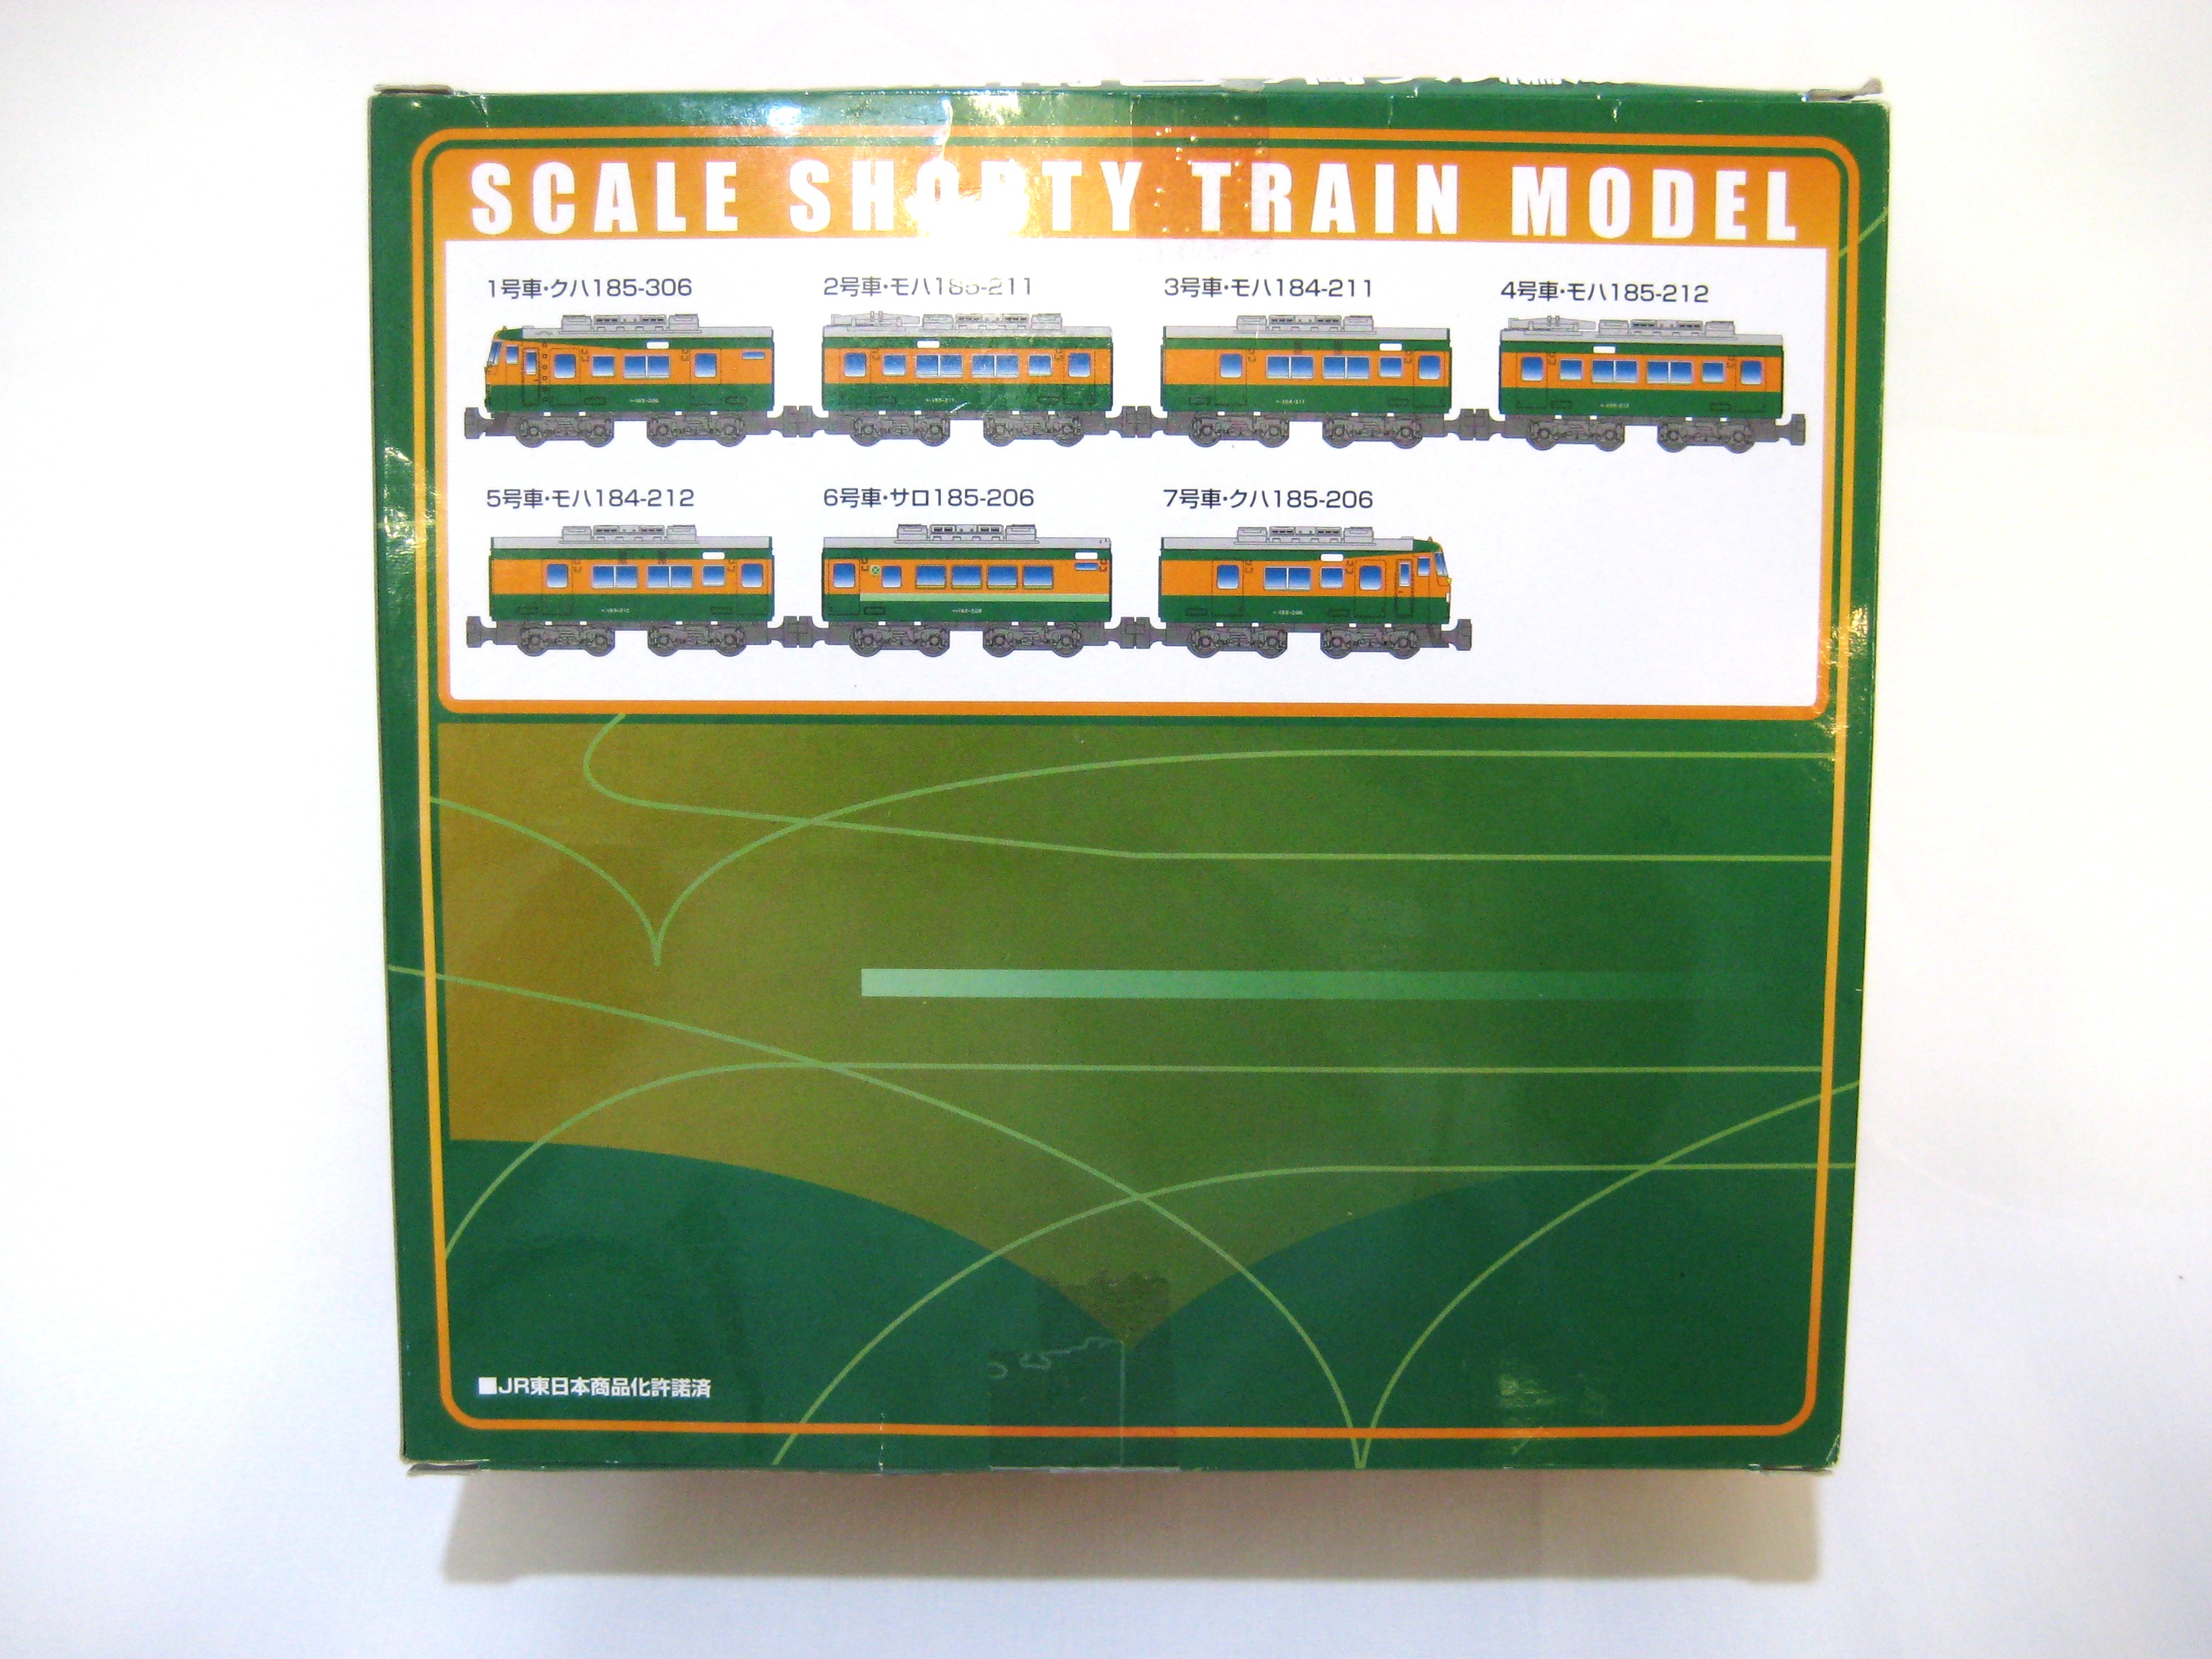 SCALE SHORTY TRAIN MODEL
1号車・クハ185-306
2号車・モハ185-211
3号車・モハ184-211
4号車・モハ185-212
5号車・モハ184-212
6号車・サロ185-206
7号車・クハ185-206
■JR東日本商品化許諾済